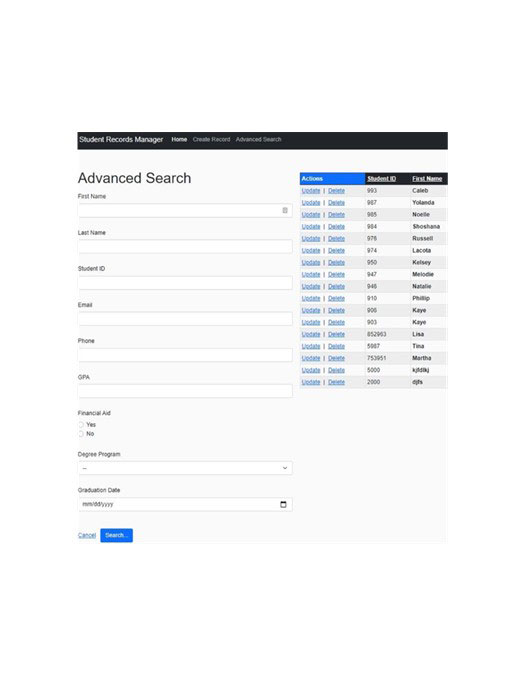 Student Records Manager Home Create Record Advanced Search
Advanced Search
First Name
Last Name
Student ID
Email
Phone
GPA
Financial Aid
Yes
No
Degree Program
--
Graduation Date
mm/dd/yyyy
Cancel Search...
Actions Student ID First Name
Update | Delete 993 Caleb
Update | Delete 987 Yolanda
Update | Delete 985 Noelle
Update | Delete 984 Shoshana
Update | Delete 976 Russell
Update | Delete 974 Lacota
Update | Delete 950 Kelsey
Update | Delete 947 Melodie
Update | Delete 946 Natalie
Update | Delete 910 Phillip
Update | Delete 906 Kaye
Update | Delete 903 Kaye
Update | Delete 852963 Lisa
Update | Delete 5987 Tina
Update | Delete 753951 Martha
Update | Delete 5000 kjfdlkj
Update | Delete 2000 djfs